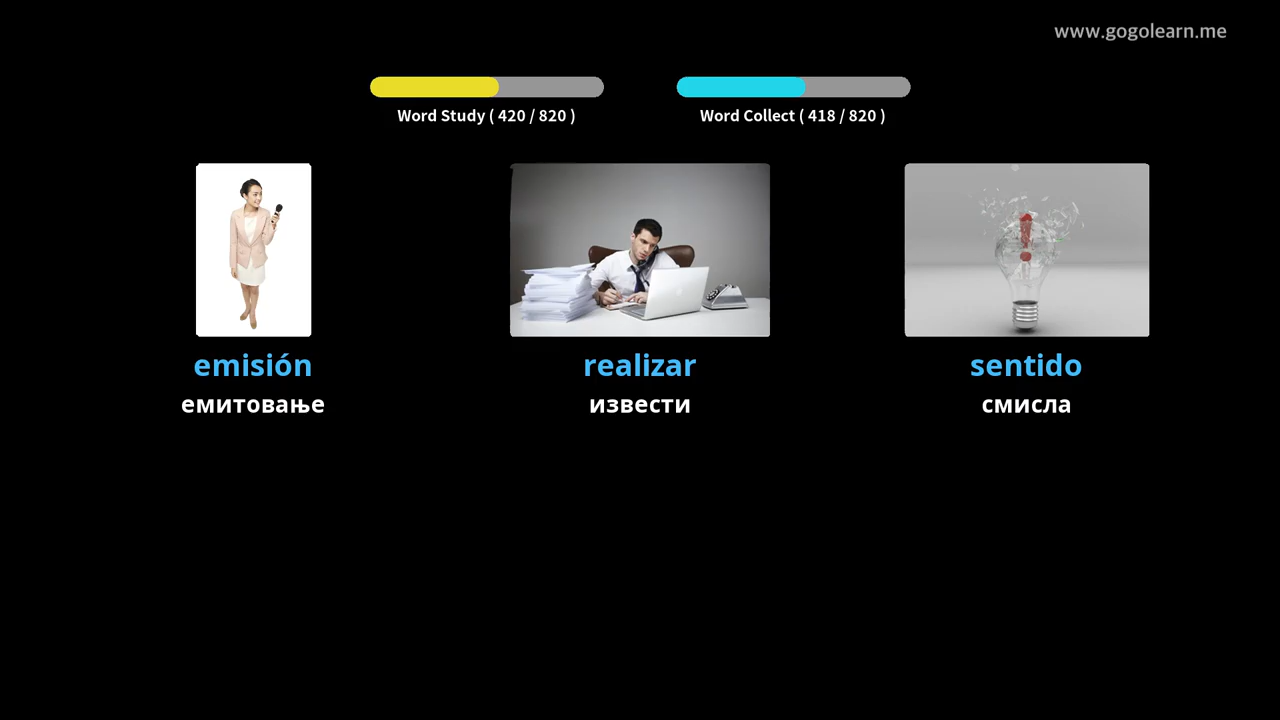 www.gogolearn.me
Word Study ( 420 / 820 )
Word Collect ( 418 / 820 )
emisión
емитовање
realizar
извести
sentido
смисла